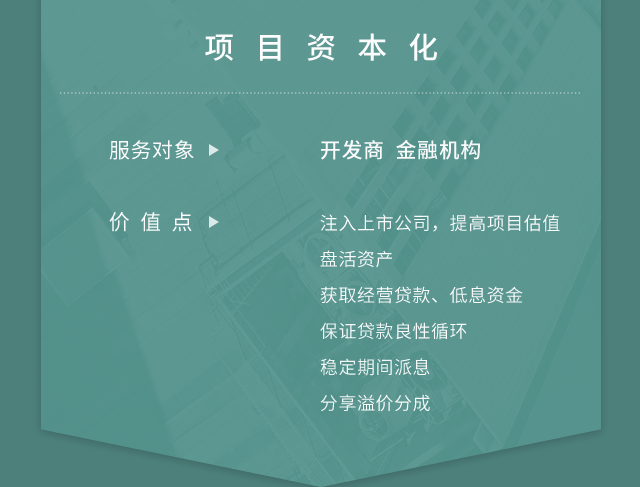 项目资本化
服务对象 ▶ 开发商 金融机构
价值点 ▶ 注入上市公司，提高项目估值
盘活资产
获取经营贷款、低息资金
保证贷款良性循环
稳定期间派息
分享溢价分成